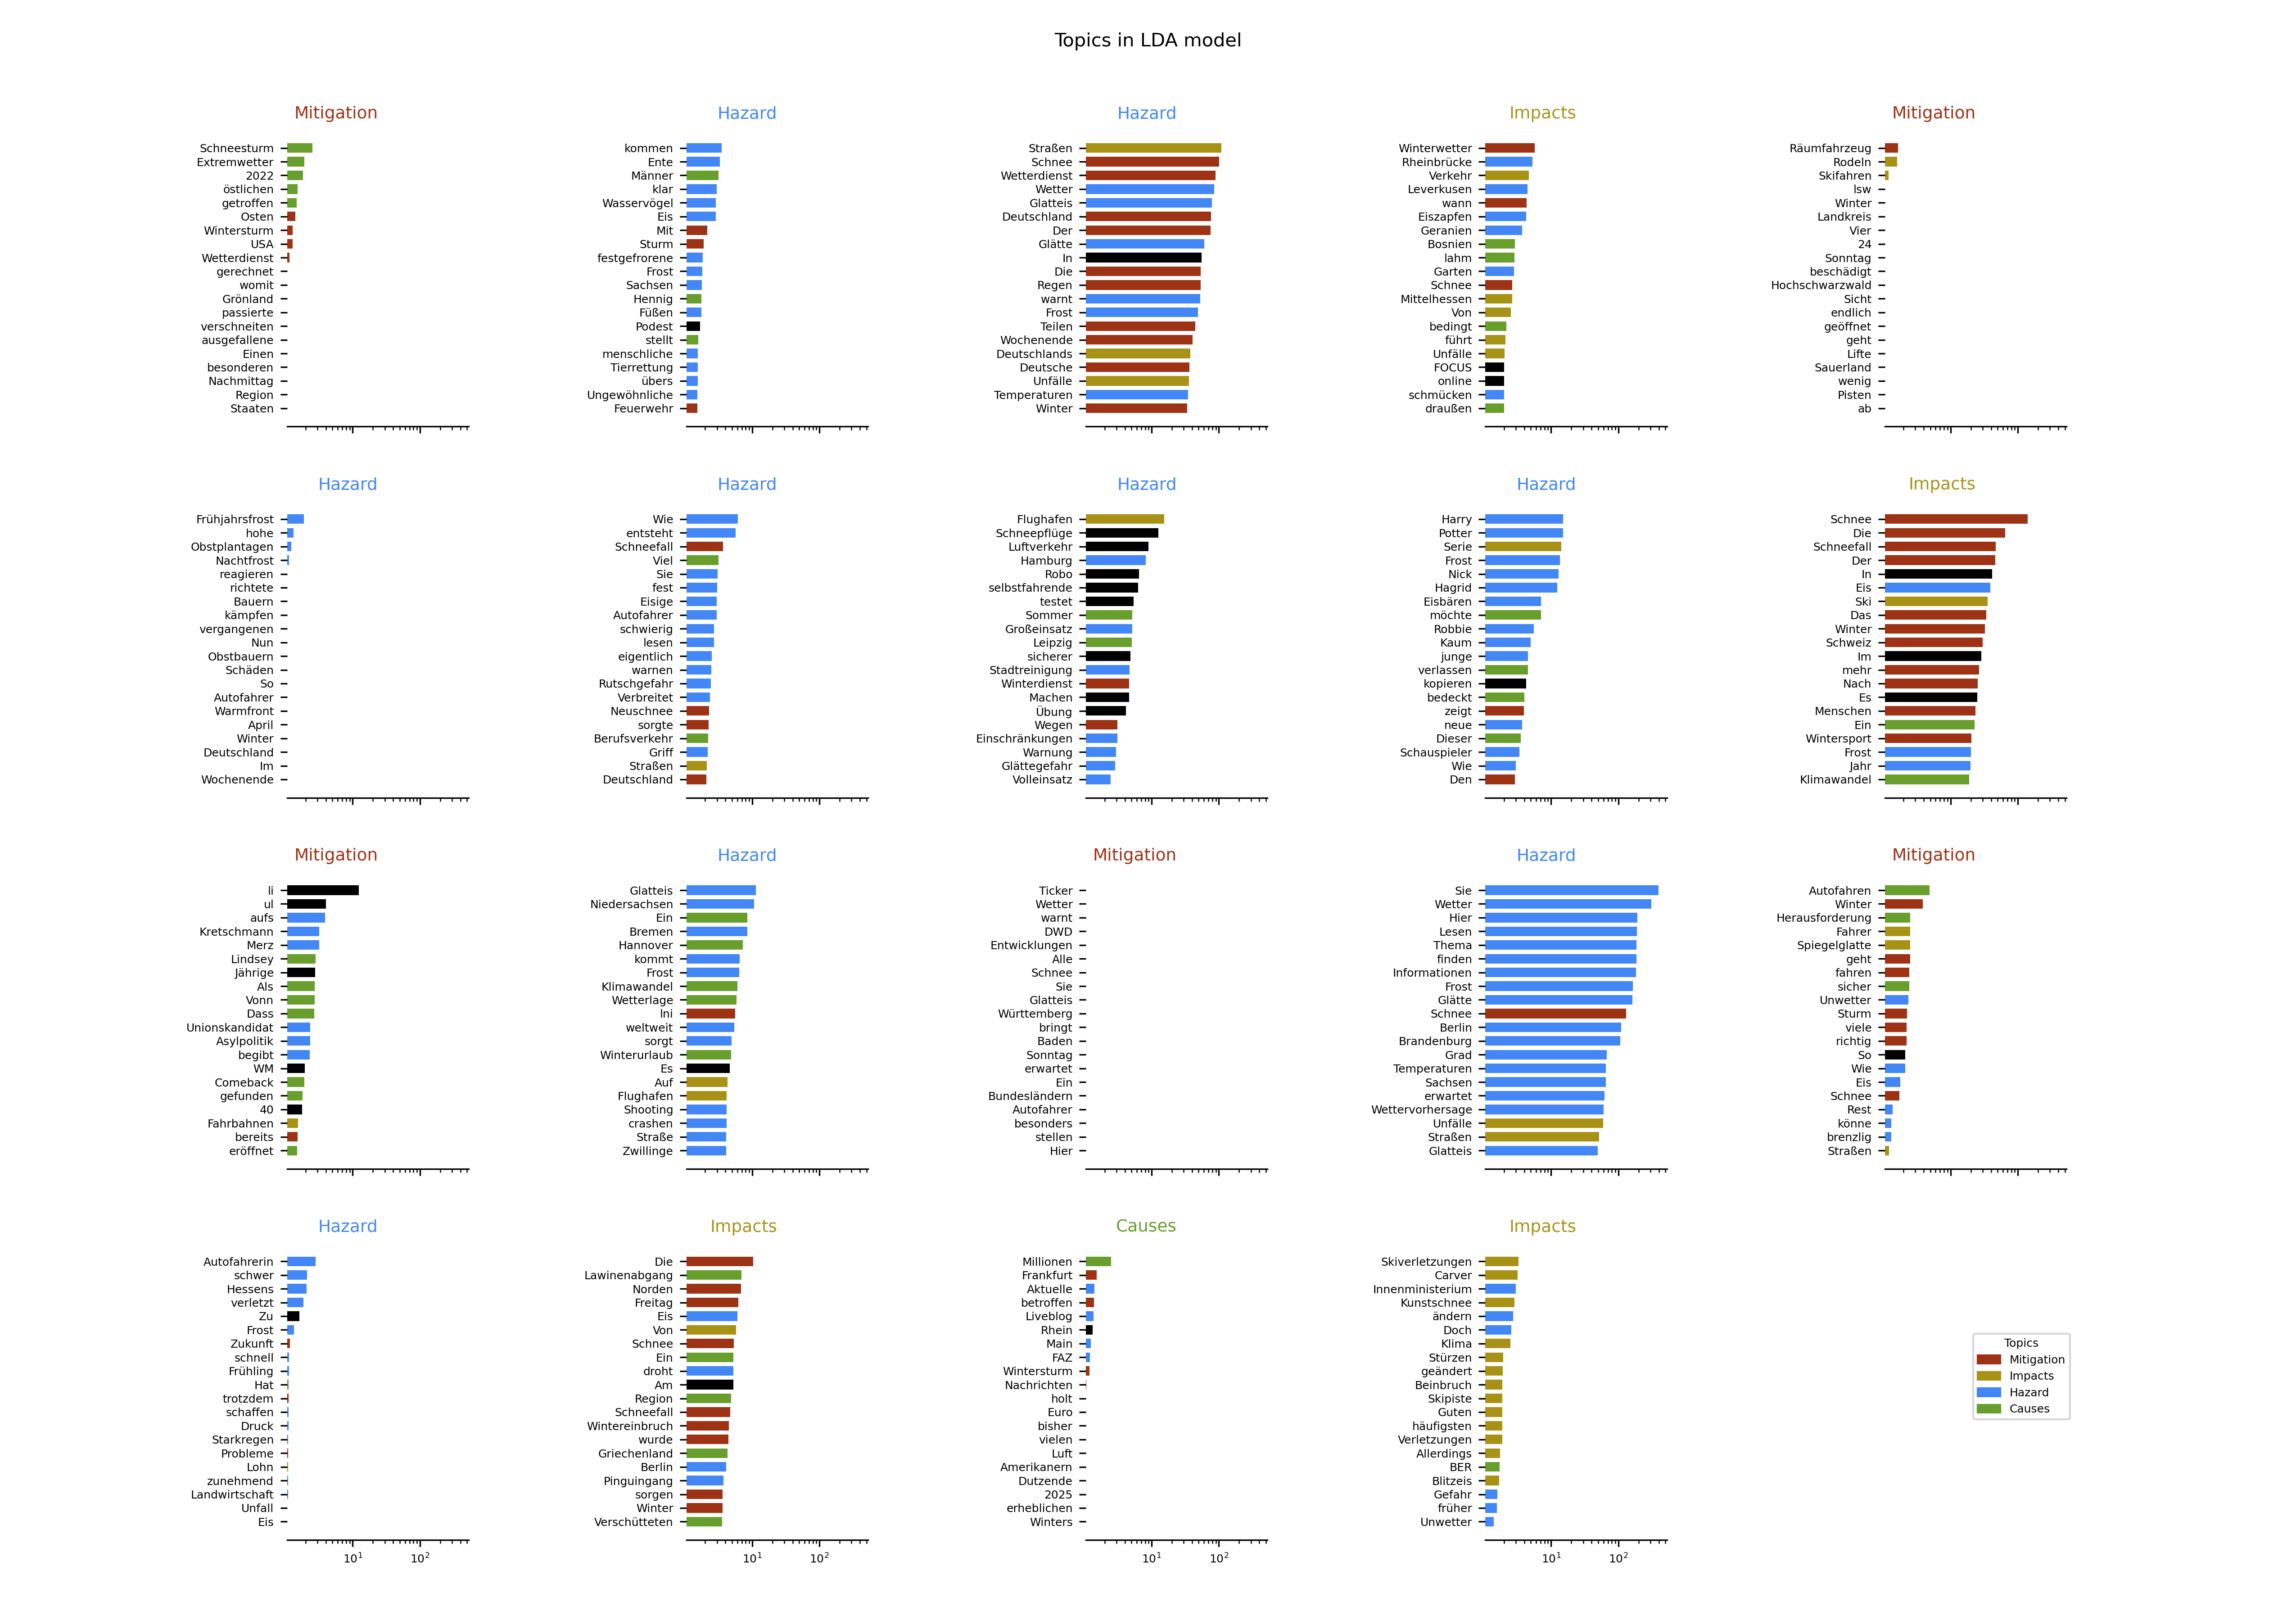 Topics in LDA model
Mitigation
Schneesturm
Extremwetter
2022
östlichen
getroffen
Osten
Wintersturm
USA
Wetterdienst
gerechnet
womit
Grönland
passierte
verschneiten
ausgefallene
Einen
besonderen
Nachmittag
Region
Staaten
Hazard
kommen
Ente
Männer
klar
Wasservögel
Eis
Mit
Sturm
festgefrorene
Frost
Sachsen
Hennig
Füßen
Podest
stellt
menschliche
Tierrettung
übers
Ungewöhnliche
Feuerwehr
Hazard
Straßen
Schnee
Wetterdienst
Wetter
Glatteis
Deutschland
Der
Glätte
In
Die
Regen
warnt
Frost
Teilen
Wochenende
Deutschlands
Deutsche
Unfälle
Temperaturen
Winter
Impacts
Winterwetter
Rheinbrücke
Verkehr
Leverkusen
wann
Eiszapfen
Geranien
Bosnien
lahm
Garten
Schnee
Mittelhessen
Von
bedingt
führt
Unfälle
FOCUS
online
schmücken
draußen
Mitigation
Räumfahrzeug
Rodeln
Skifahren
lsw
Winter
Landkreis
Vier
24
Sonntag
beschädigt
Hochschwarzwald
Sicht
endlich
geöffnet
geht
Lifte
Sauerland
wenig
Pisten
ab
Hazard
Frühjahrsfrost
hohe
Obstplantagen
Nachtfrost
reagieren
richtete
Bauern
kämpfen
vergangenen
Nun
Obstbauern
Schäden
So
Autofahrer
Warmfront
April
Winter
Deutschland
Im
Wochenende
Hazard
Wie
entsteht
Schneefall
Viel
Sie
fest
Eisige
Autofahrer
schwierig
lesen
eigentlich
warnen
Rutschgefahr
Verbreitet
Neuschnee
sorgte
Berufsverkehr
Griff
Straßen
Deutschland
Hazard
Flughafen
Schneepflüge
Luftverkehr
Hamburg
Robo
selbstfahrende
testet
Sommer
Großeinsatz
Leipzig
sicherer
Stadtreinigung
Winterdienst
Machen
Übung
Wegen
Einschränkungen
Warnung
Glättegefahr
Volleinsatz
Hazard
Harry
Potter
Serie
Frost
Nick
Hagrid
Eisbären
möchte
Robbie
Kaum
junge
verlassen
kopieren
bedeckt
zeigt
neue
Dieser
Schauspieler
Wie
Den
Impacts
Schnee
Die
Schneefall
Der
In
Eis
Ski
Das
Winter
Schweiz
Im
mehr
Nach
Es
Menschen
Ein
Wintersport
Frost
Jahr
Klimawandel
Mitigation
li
ul
aufs
Kretschmann
Merz
Lindsey
Jährige
Als
Vonn
Dass
Unionskandidat
Asylpolitik
begibt
WM
Comeback
gefunden
40
Fahrbahnen
bereits
eröffnet
Hazard
Glatteis
Niedersachsen
Ein
Bremen
Hannover
kommt
Frost
Klimawandel
Wetterlage
Ini
weltweit
sorgt
Winterurlaub
Es
Auf
Flughafen
Shooting
crashen
Straße
Zwillinge
Mitigation
Ticker
Wetter
warnt
DWD
Entwicklungen
Alle
Schnee
Sie
Glatteis
Württemberg
bringt
Baden
Sonntag
erwartet
Ein
Bundesländern
Autofahrer
besonders
stellen
Hier
Hazard
Sie
Wetter
Hier
Lesen
Thema
finden
Informationen
Frost
Glätte
Schnee
Berlin
Brandenburg
Grad
Temperaturen
Sachsen
erwartet
Wettervorhersage
Unfälle
Straßen
Glatteis
Mitigation
Autofahren
Winter
Herausforderung
Fahrer
Spiegelglatte
geht
fahren
sicher
Unwetter
Sturm
viele
richtig
So
Wie
Eis
Schnee
Rest
könne
brenzlig
Straßen
Hazard
Autofahrerin
schwer
Hessens
verletzt
Zu
Frost
Zukunft
schnell
Frühling
Hat
trotzdem
schaffen
Druck
Starkregen
Probleme
Lohn
zunehmend
Landwirtschaft
Unfall
Eis
10¹ 10²
Impacts
Die
Lawinenabgang
Norden
Freitag
Eis
Von
Schnee
Ein
droht
Am
Region
Schneefall
Wintereinbruch
wurde
Griechenland
Berlin
Pinguingang
sorgen
Winter
Verschütteten
10¹ 10²
Causes
Millionen
Frankfurt
Aktuelle
betroffen
Liveblog
Rhein
Main
FAZ
Wintersturm
Nachrichten
holt
Euro
bisher
vielen
Luft
Amerikanern
Dutzende
2025
erheblichen
Winters
10¹ 10²
Impacts
Skiverletzungen
Carver
Innenministerium
Kunstschnee
ändern
Doch
Klima
Stürzen
geändert
Beinbruch
Skipiste
Guten
häufigsten
Verletzungen
Allerdings
BER
Blitzeis
Gefahr
früher
Unwetter
10¹ 10²
Topics
Mitigation
Impacts
Hazard
Causes